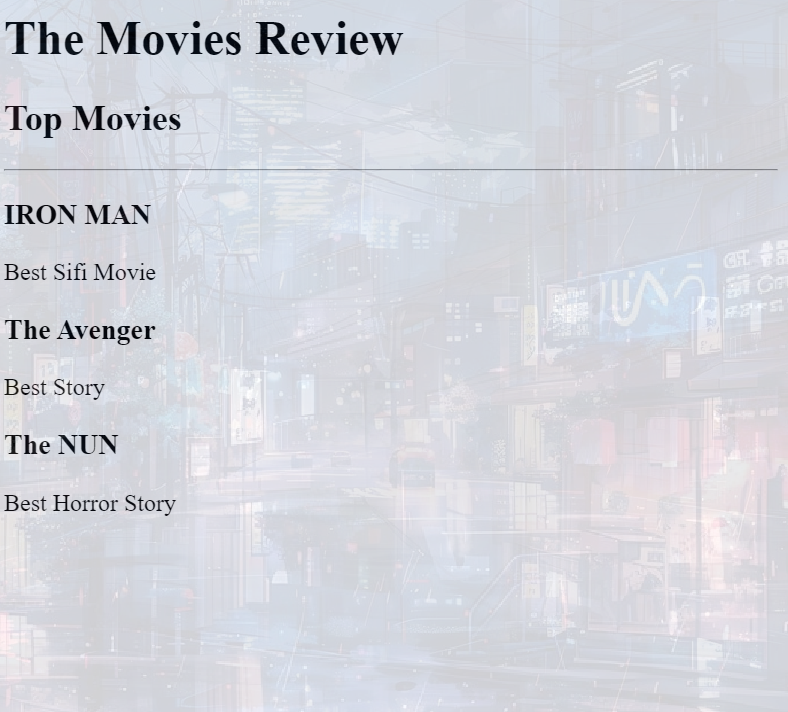 The Movies Review
Top Movies
IRON MAN
Best Sifi Movie
The Avenger
Best Story
The NUN
Best Horror Story